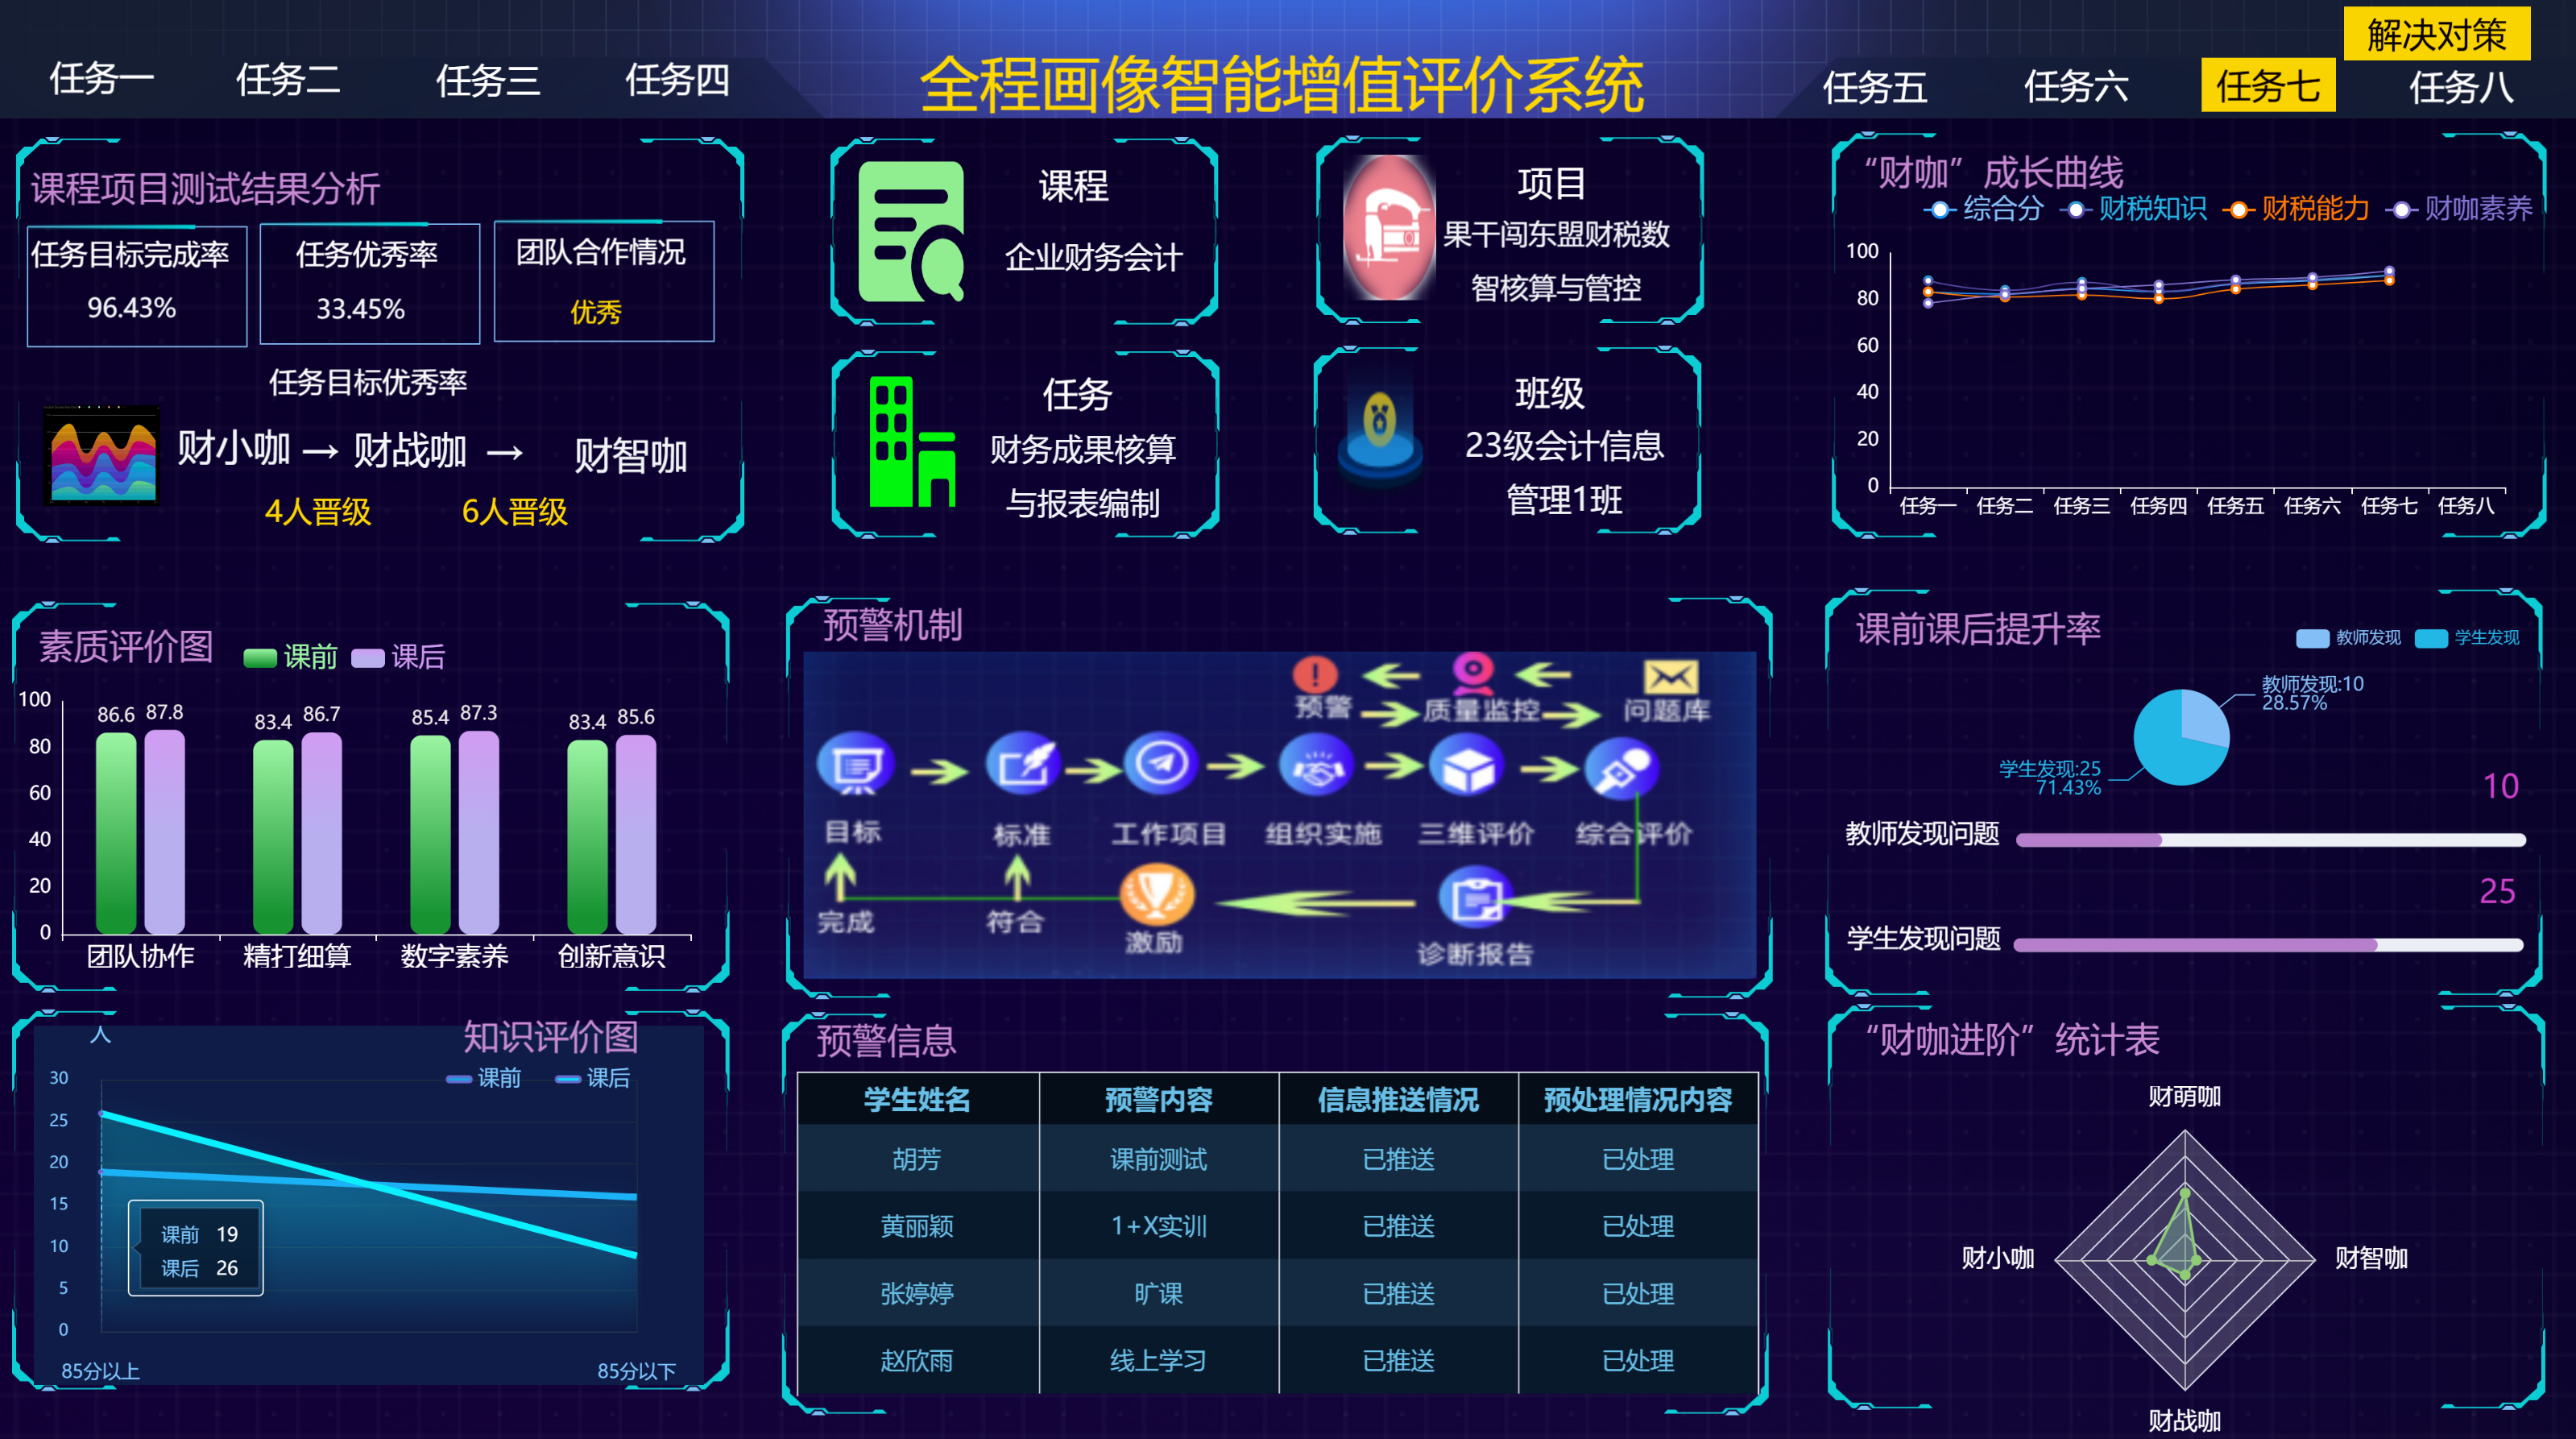 解决对策
任务一 任务二 任务三 任务四
全程画像智能增值评价系统
任务五 任务六 任务七 任务八
课程项目测试结果分析
任务目标完成率
96.43%
任务优秀率
33.45%
团队合作情况
优秀
任务目标优秀率
财小咖 → 财战咖 → 财智咖
4人晋级 6人晋级
课程
企业财务会计
项目
果干闯东盟财税数
智核算与管控
任务
财务成果核算
与报表编制
班级
23级会计信息
管理1班
“财咖”成长曲线
综合分 财税知识 财税能力 财咖素养
100
80
60
40
20
0
任务一 任务二 任务三 任务四 任务五 任务六 任务七 任务八
素质评价图
课前 课后
100
80
60
40
20
0
86.6 87.8 83.4 86.7 85.4 87.3 83.4 85.6
团队协作 精打细算 数字素养 创新意识
预警机制
预警 质量监控 问题库
目标 标准 工作项目 组织实施 三维评价 综合评价
完成 符合 激励 诊断报告
课前课后提升率
教师发现 学生发现
教师发现:10
28.57%
学生发现:25
71.43%
10
教师发现问题
25
学生发现问题
知识评价图
人
课前 课后
30
25
20
15
10
5
0
课前 19
课后 26
85分以上 85分以下
预警信息
学生姓名 预警内容 信息推送情况 预处理情况内容
胡芳 课前测试 已推送 已处理
黄丽颖 1+X实训 已推送 已处理
张婷婷 旷课 已推送 已处理
赵欣雨 线上学习 已推送 已处理
“财咖进阶”统计表
财萌咖
财小咖 财智咖
财战咖